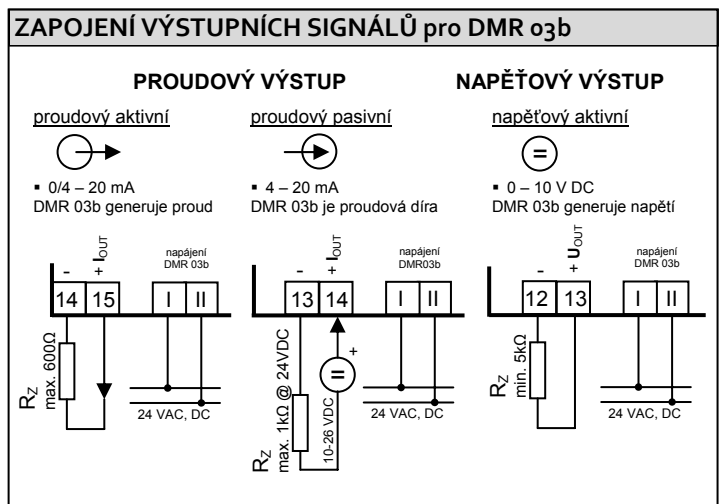 ZAPOJENÍ VÝSTUPNÍCH SIGNÁLŮ pro DMR 03b
PROUDOVÝ VÝSTUP
NAPĚŤOVÝ VÝSTUP
proudový aktivní
▪ 0/4 – 20 mA
DMR 03b generuje proud
- + IOUT
napájení
DMR 03b
14 15 I II
RZ
max. 600Ω
24 VAC, DC
proudový pasivní
▪ 4 – 20 mA
DMR 03b je proudová díra
- + IOUT
napájení
DMR03b
13 14 I II
+
=
RZ
max. 1kΩ @ 24VDC
10-26 VDC
24 VAC, DC
napěťový aktivní
=
▪ 0 – 10 V DC
DMR 03b generuje napětí
- + UOUT
napájení
DMR 03b
12 13 I II
RZ
min. 5kΩ
24 VAC, DC